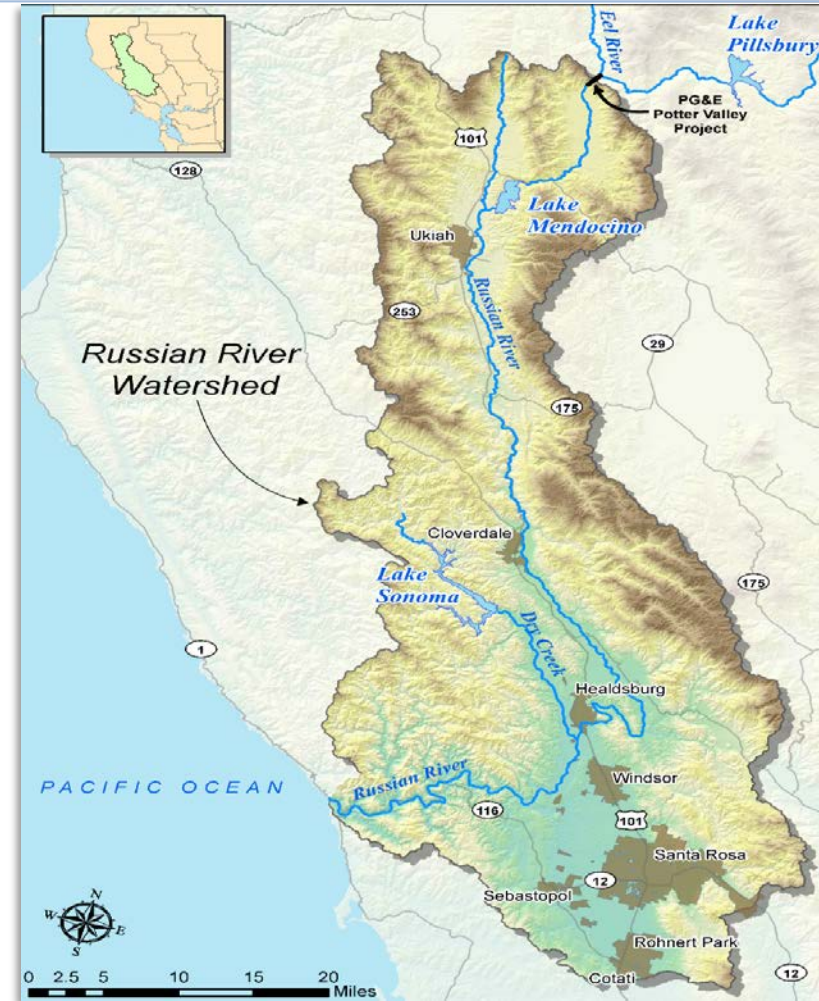 Eel River
Lake
Pillsbury
PG&E
Potter Valley
Project
101
128
Lake
Mendocino
Ukiah
Russian River
253
29
Russian River
Watershed
175
Cloverdale
Lake
Sonoma
175
Dry Creek
1
Healdsburg
Windsor
PACIFIC OCEAN
Russian River
116
101
Santa Rosa
12
Sebastopol
N
W
E
S
Rohnert Park
12
Cotati
0 2.5 5 10 15 20
Miles